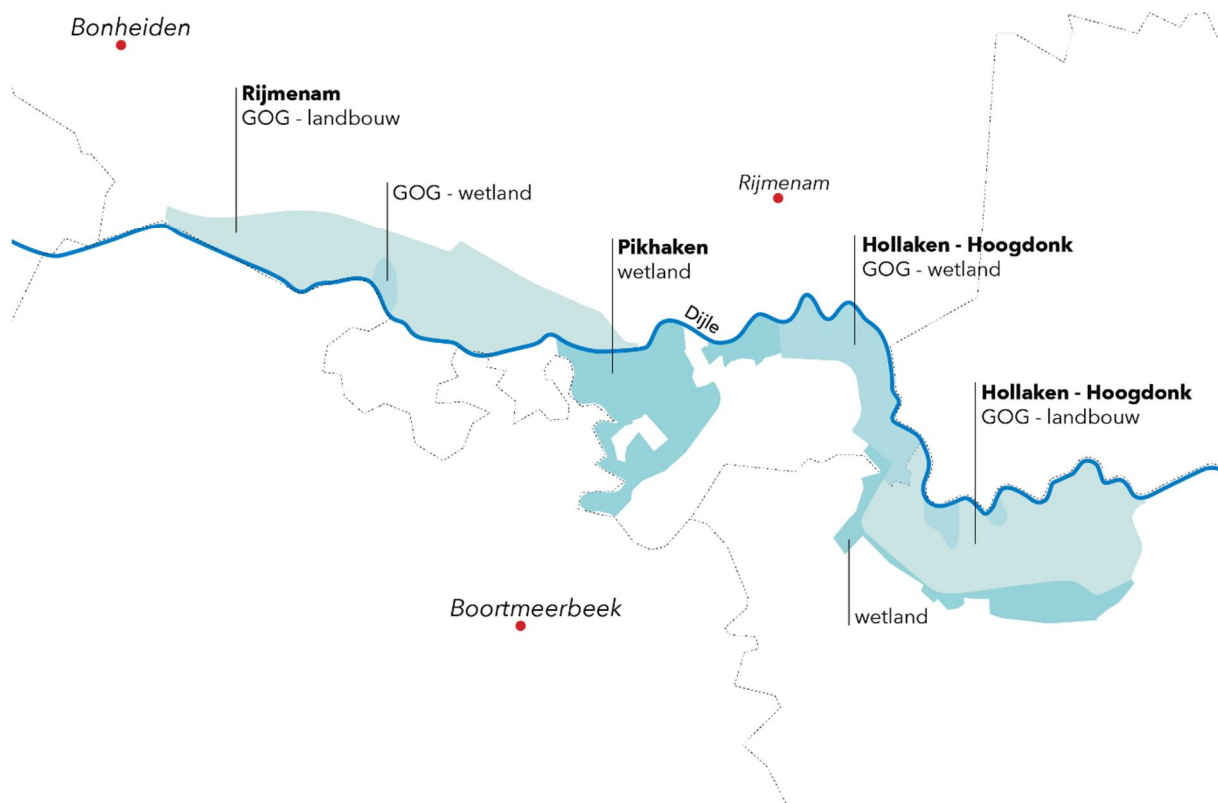 Bonheiden
Rijmenam
GOG - landbouw
GOG - wetland
Rijmenam
Pikhaken
wetland
Dijle
Hollaken - Hoogdonk
GOG - wetland
Hollaken - Hoogdonk
GOG - landbouw
Boortmeerbeek
wetland